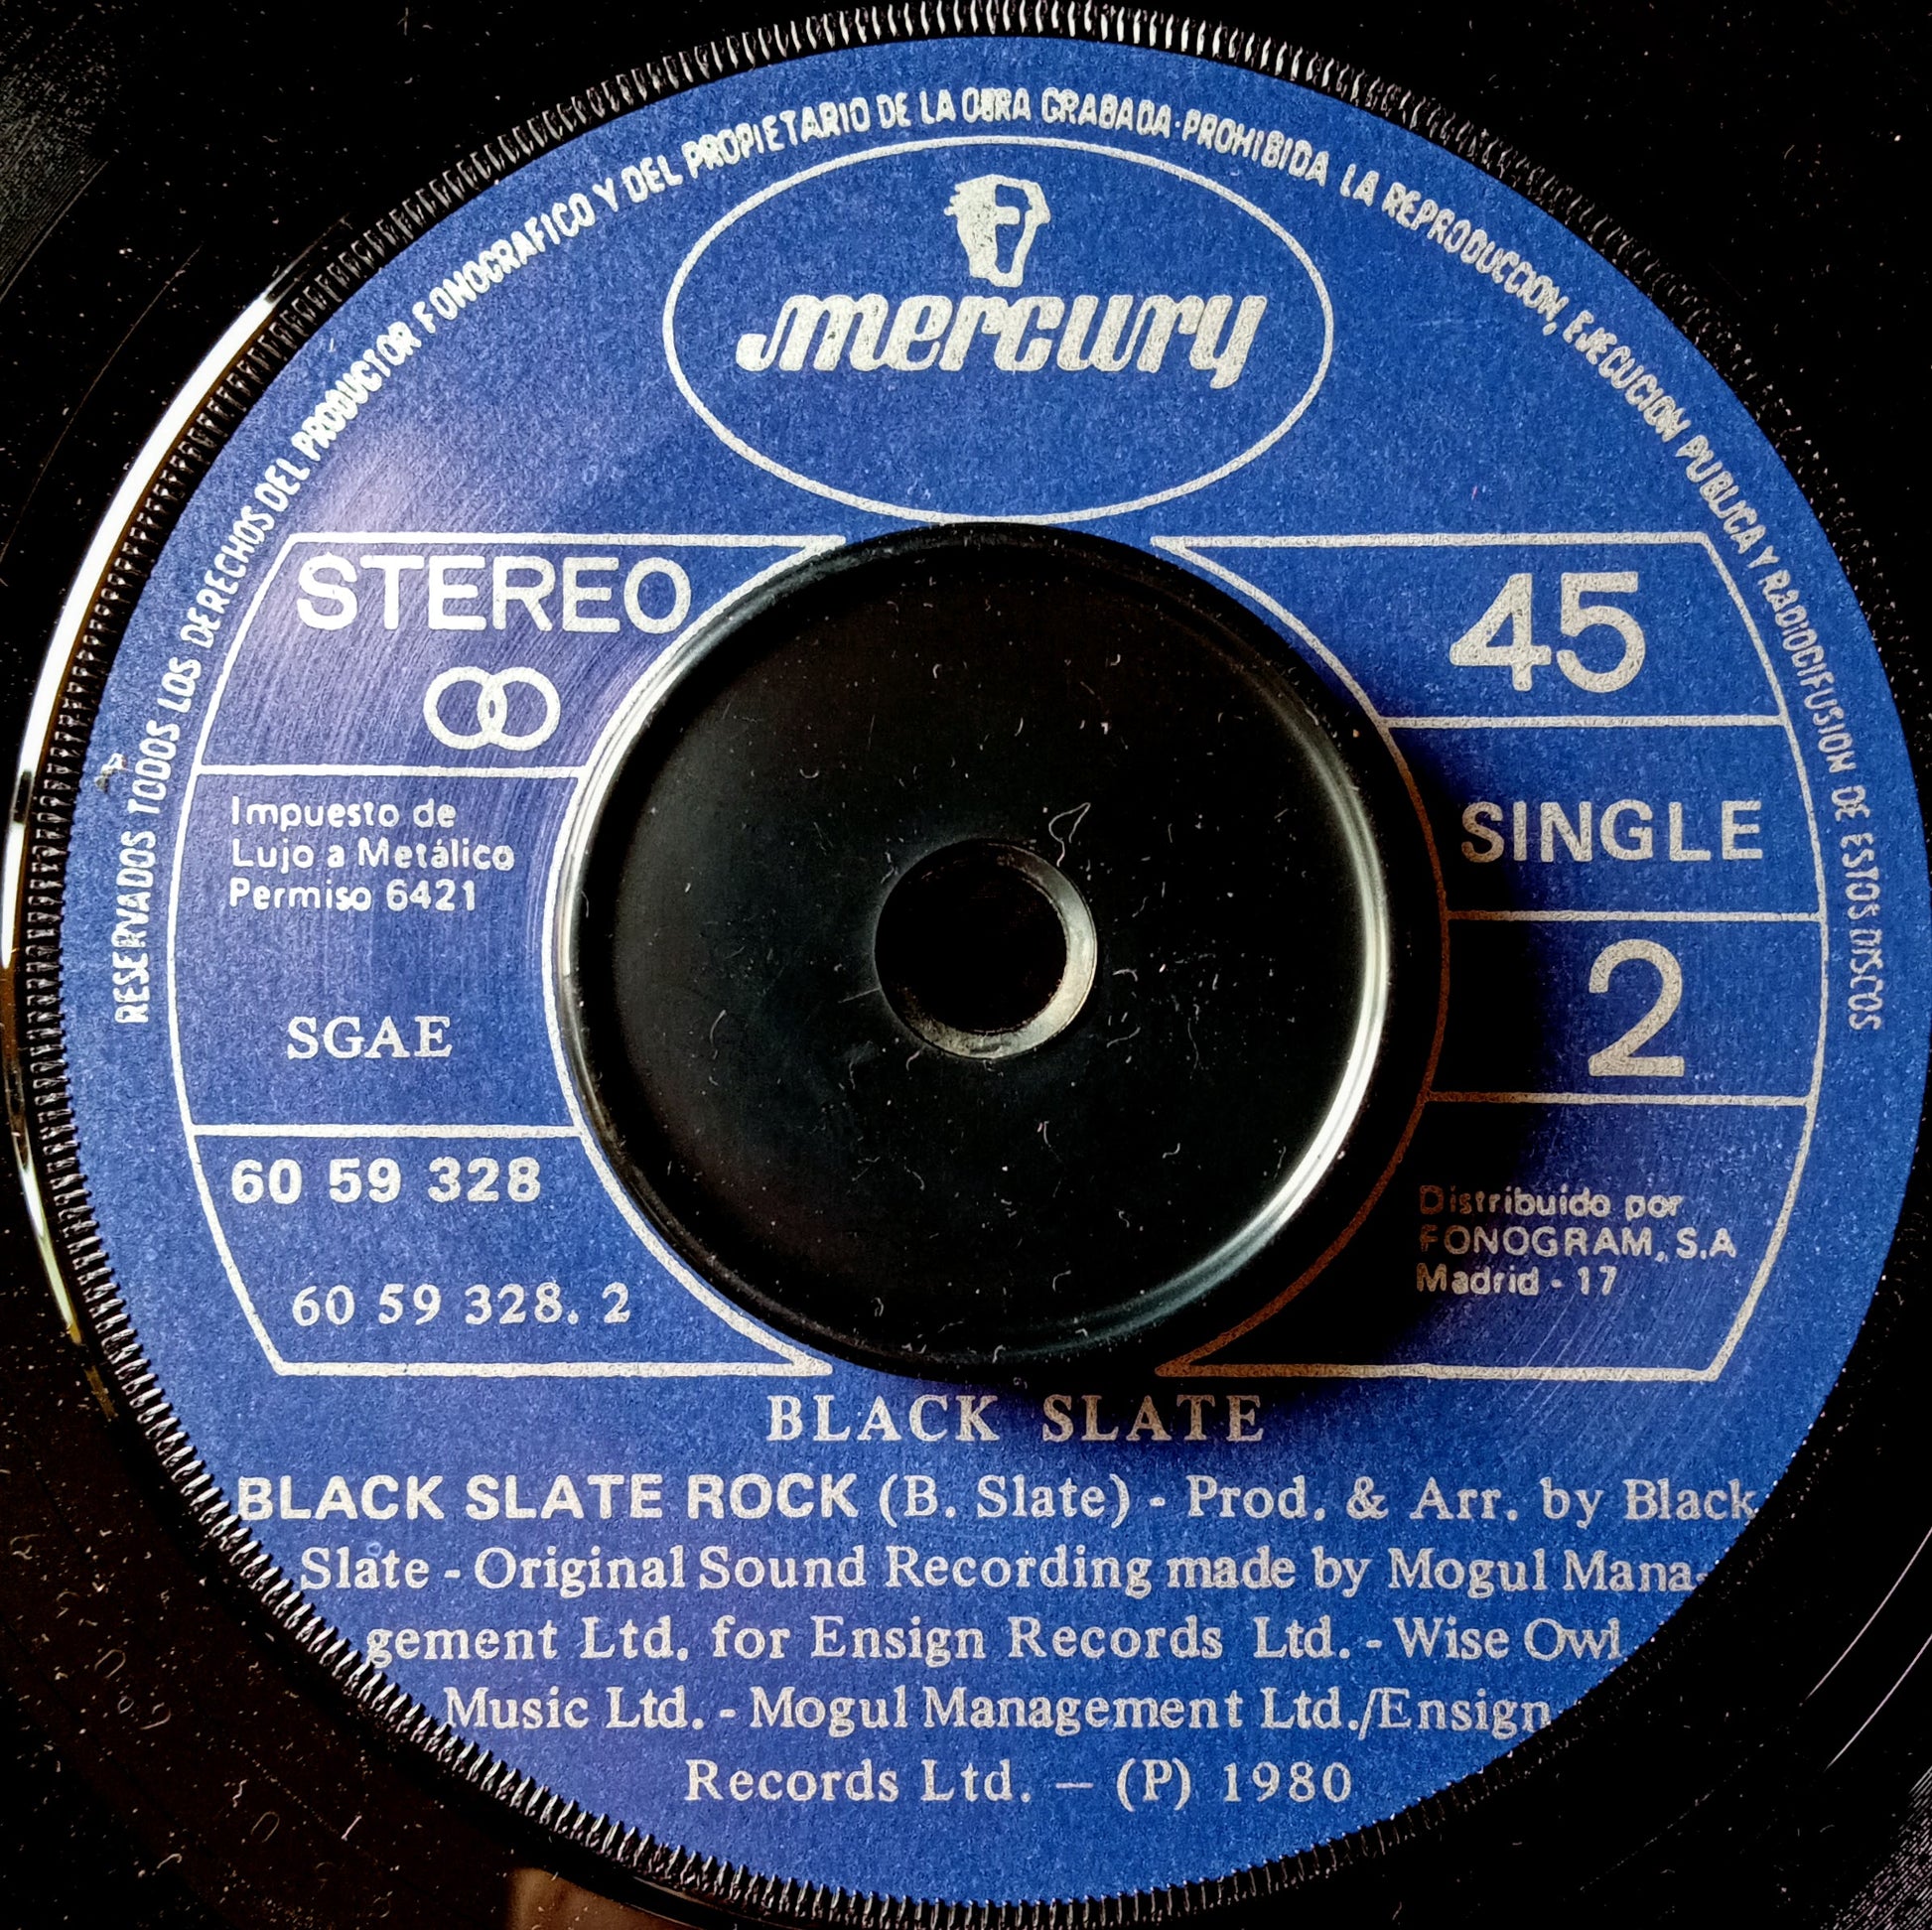 RESERVADOS TODOS LOS DERECHOS DEL PRODUCTOR FONOGRAFICO Y DEL PROPIETARIO DE LA OBRA GRABADA·PROHIBIDA LA REPRODUCCION, EJECUCION PUBLICA Y RADIOCIFUSION DE ESTOS DISCOS
mercury
STEREO
Impuesto de
Lujo a Metálico
Permiso 6421
SGAE
60 59 328
60 59 328. 2
45
SINGLE
2
Distribuido por
FONOGRAM, S.A
Madrid - 17
BLACK SLATE
BLACK SLATE ROCK (B. Slate) - Prod. & Arr. by Black
Slate - Original Sound Recording made by Mogul Mana-
gement Ltd. for Ensign Records Ltd. - Wise Owl
Music Ltd. - Mogul Management Ltd./Ensign
Records Ltd. — (P) 1980